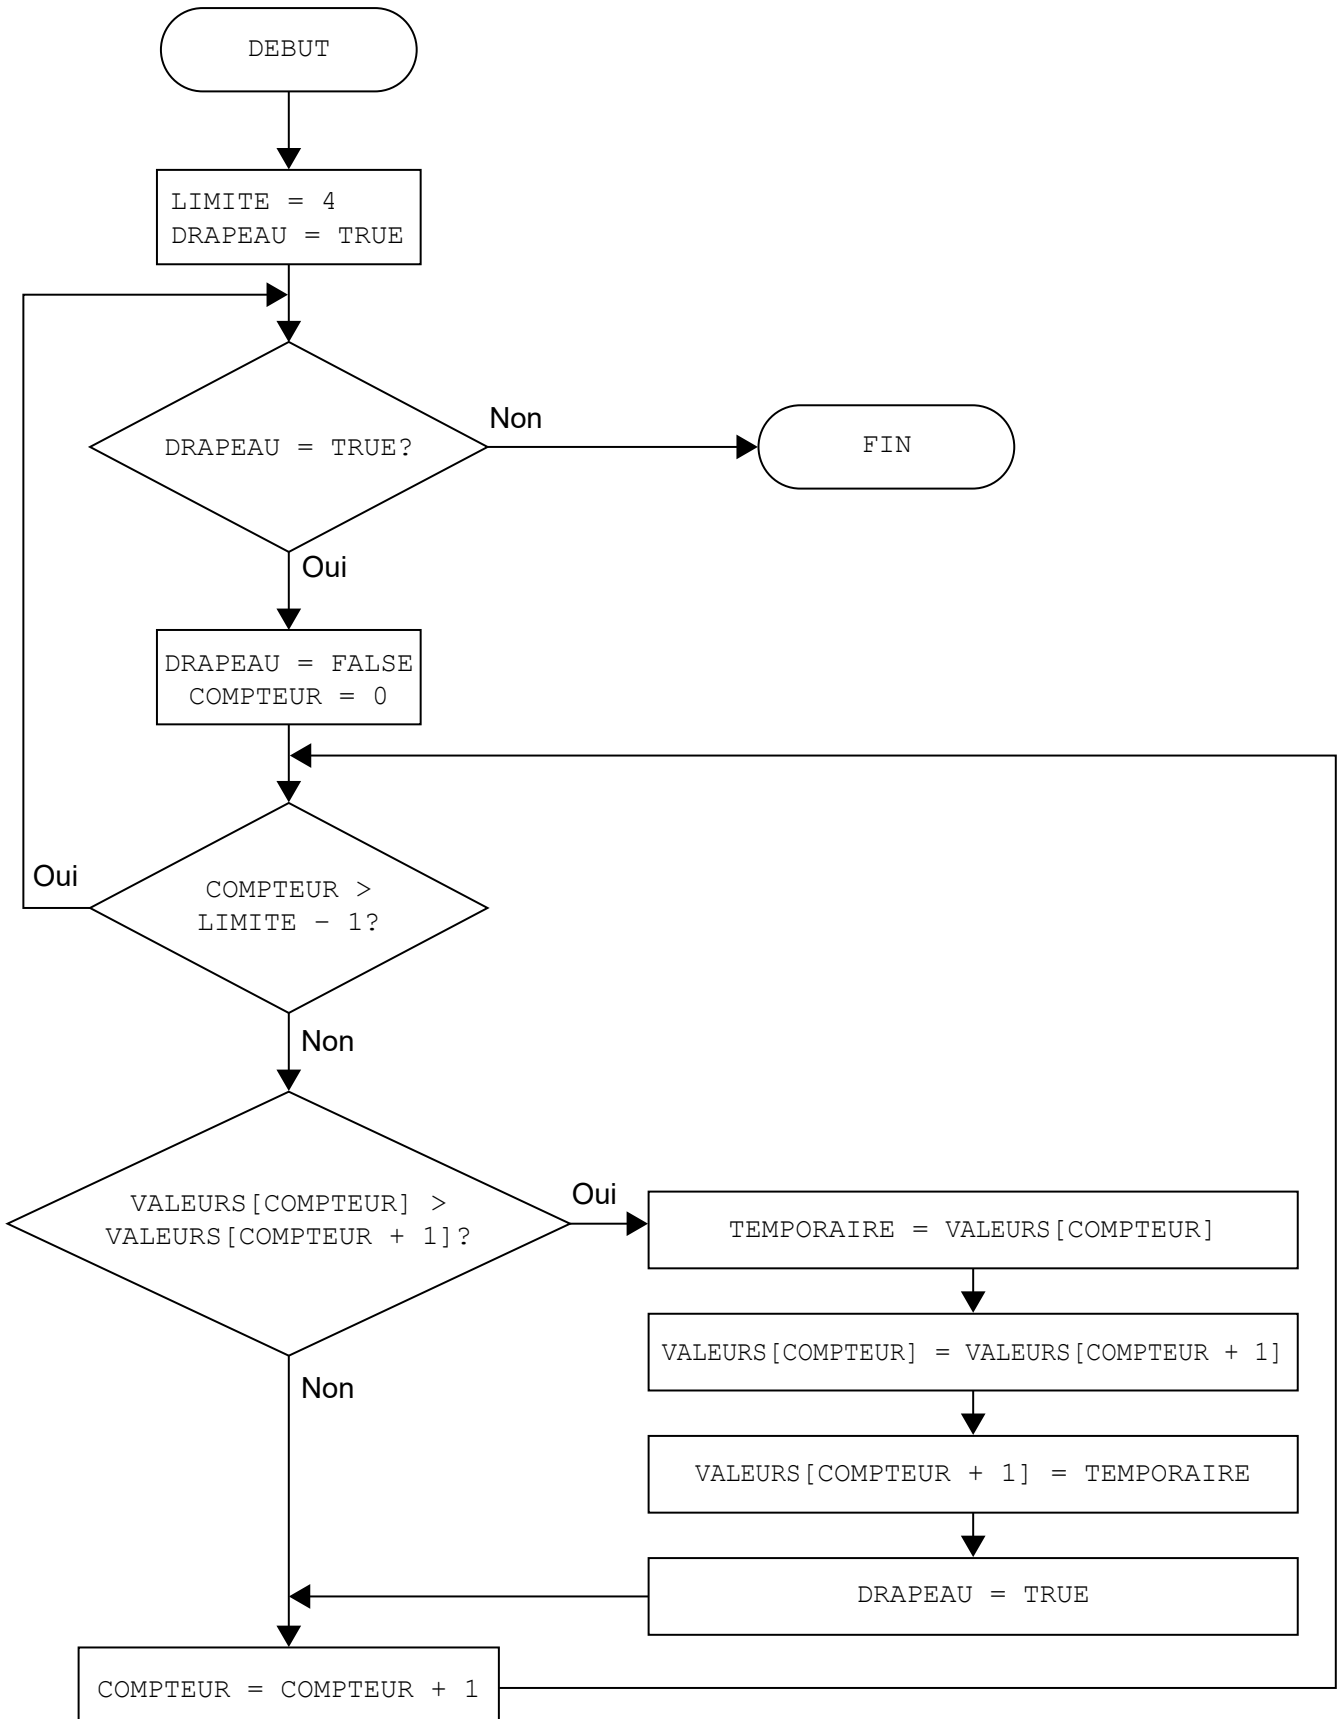 DEBUT
LIMITE = 4
DRAPEAU = TRUE
DRAPEAU = TRUE?
Non
FIN
Oui
DRAPEAU = FALSE
COMPTEUR = 0
Oui
COMPTEUR >
LIMITE – 1?
Non
VALEURS[COMPTEUR] >
VALEURS[COMPTEUR + 1]?
Oui
TEMPORAIRE = VALEURS[COMPTEUR]
VALEURS[COMPTEUR] = VALEURS[COMPTEUR + 1]
Non
VALEURS[COMPTEUR + 1] = TEMPORAIRE
DRAPEAU = TRUE
COMPTEUR = COMPTEUR + 1